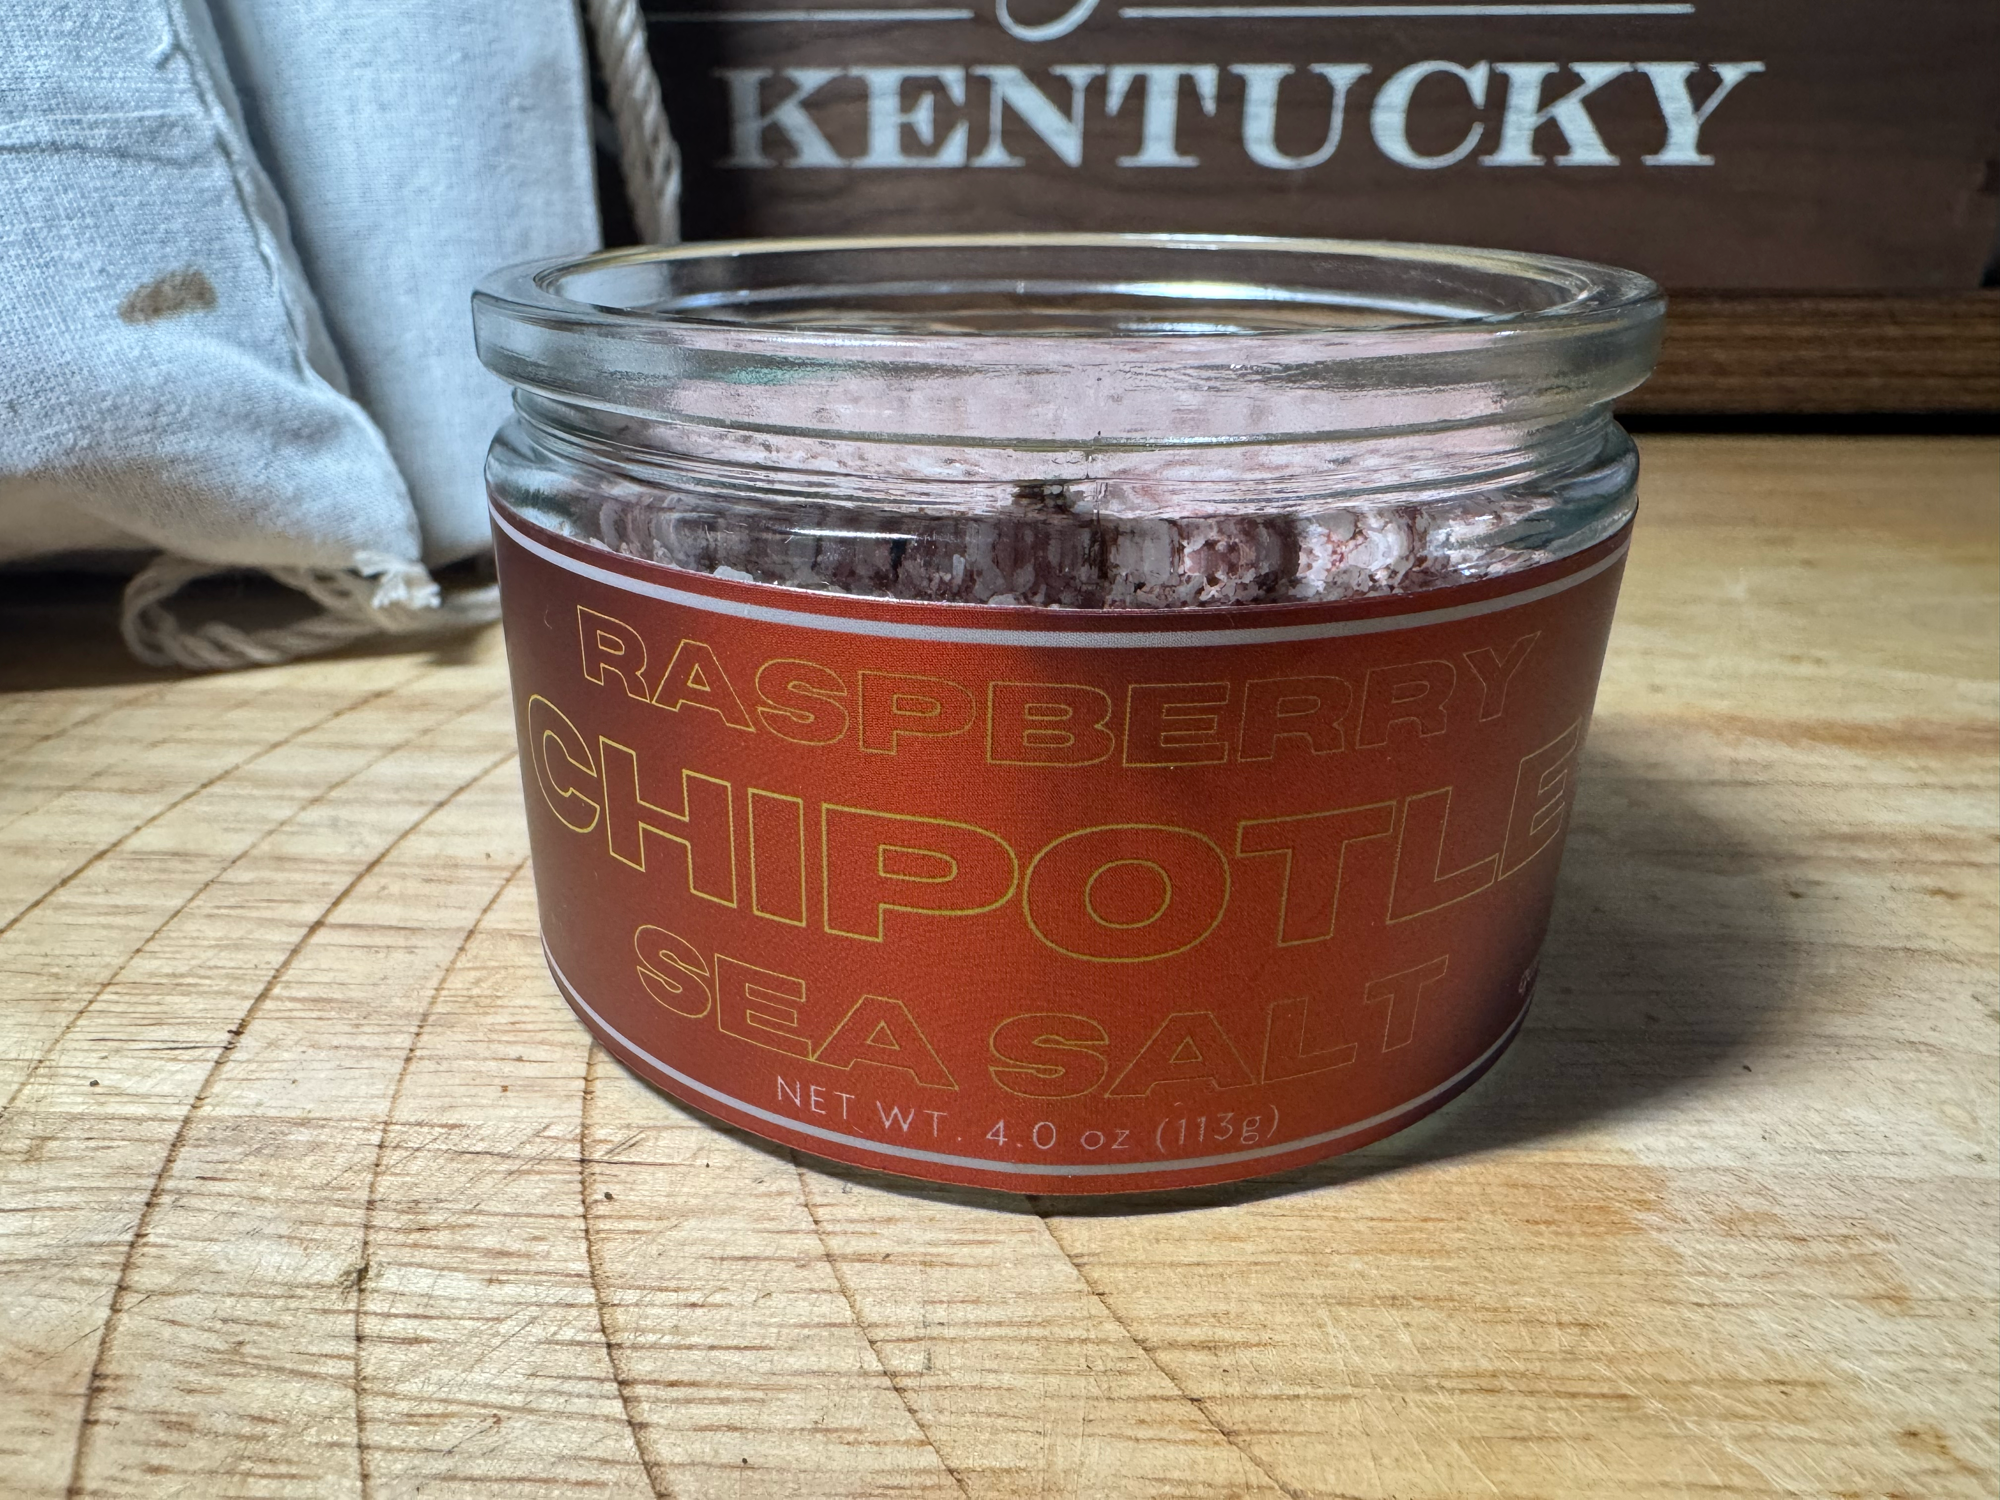 KENTUCKY
RASPBERRY
CHIPOTLE
SEA SALT
NET WT. 4.0 oz (113g)